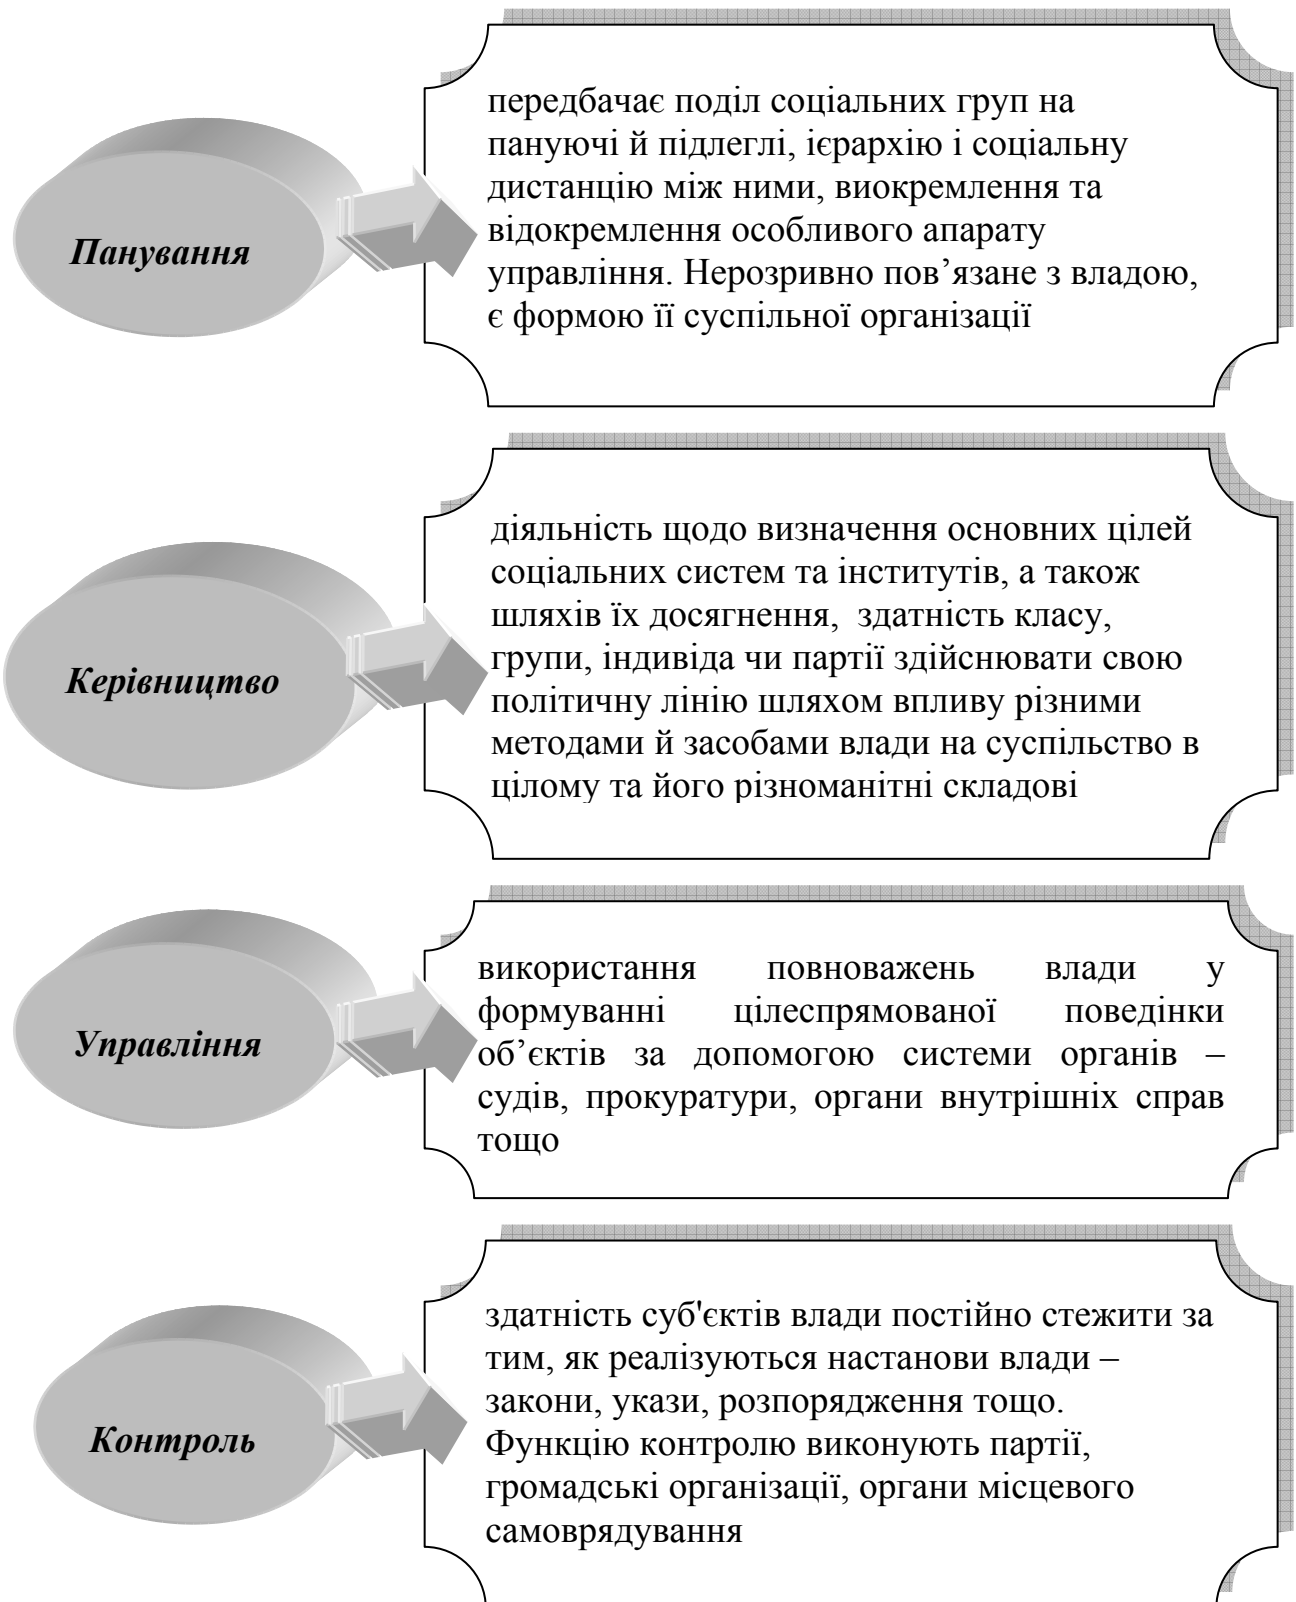 Панування
передбачає поділ соціальних груп на
пануючі й підлеглі, ієрархію і соціальну
дистанцію між ними, виокремлення та
відокремлення особливого апарату
управління. Нерозривно пов’язане з владою,
є формою її суспільної організації
Керівництво
діяльність щодо визначення основних цілей
соціальних систем та інститутів, а також
шляхів їх досягнення, здатність класу,
групи, індивіда чи партії здійснювати свою
політичну лінію шляхом впливу різними
методами й засобами влади на суспільство в
цілому та його різноманітні складові
Управління
використання повноважень влади у
формуванні цілеспрямованої поведінки
об’єктів за допомогою системи органів –
судів, прокуратури, органи внутрішніх справ
тощо
Контроль
здатність суб'єктів влади постійно стежити за
тим, як реалізуються настанови влади –
закони, укази, розпорядження тощо.
Функцію контролю виконують партії,
громадські організації, органи місцевого
самоврядування